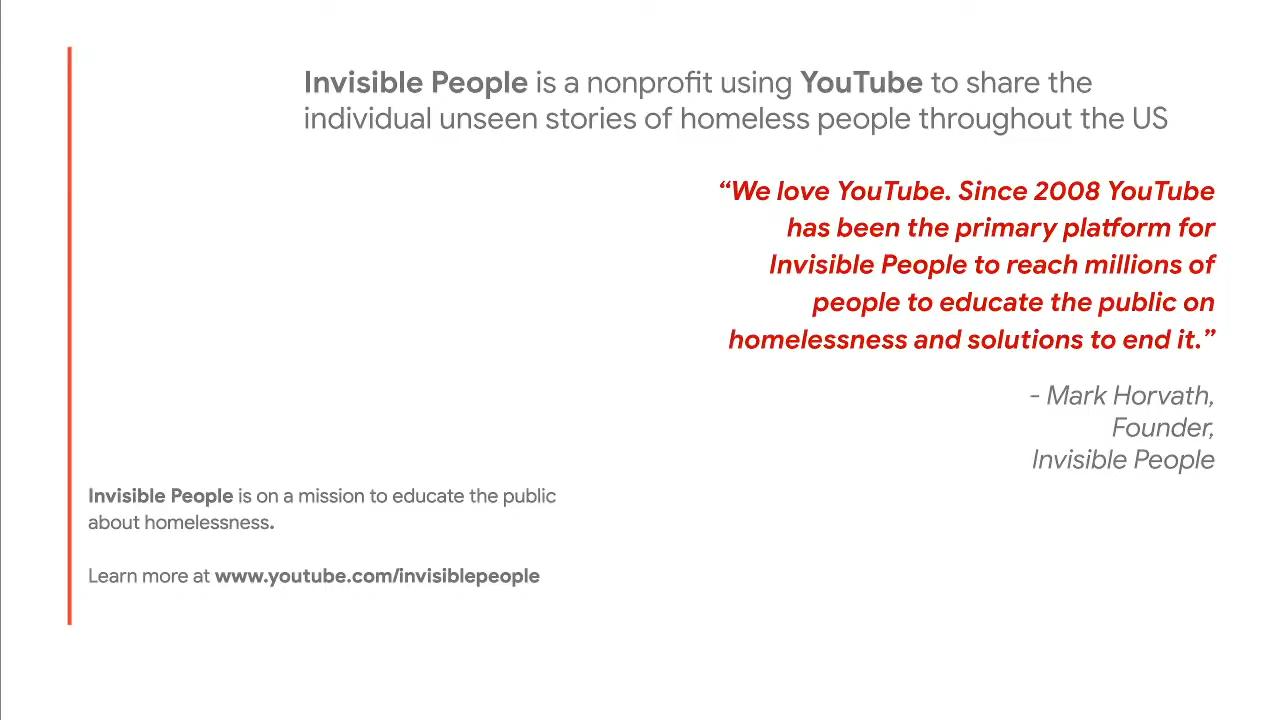 Invisible People is a nonprofit using YouTube to share the
individual unseen stories of homeless people throughout the US
“We love YouTube. Since 2008 YouTube
has been the primary platform for
Invisible People to reach millions of
people to educate the public on
homelessness and solutions to end it.”
- Mark Horvath,
Founder,
Invisible People
Invisible People is on a mission to educate the public
about homelessness.
Learn more at www.youtube.com/invisiblepeople